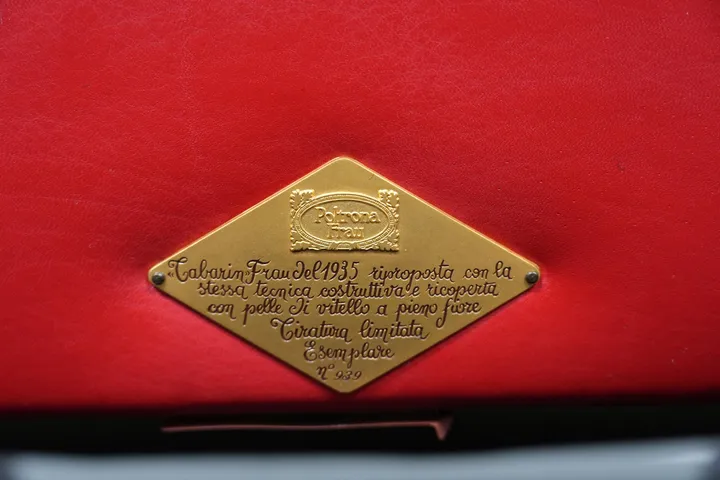 Poltrona
Frau
"Tabarin" Frau del 1935 riproposta con la
stessa tecnica costruttiva e ricoperta
con pelle di vitello a pieno fiore
Tiratura limitata
Esemplare
n° 939